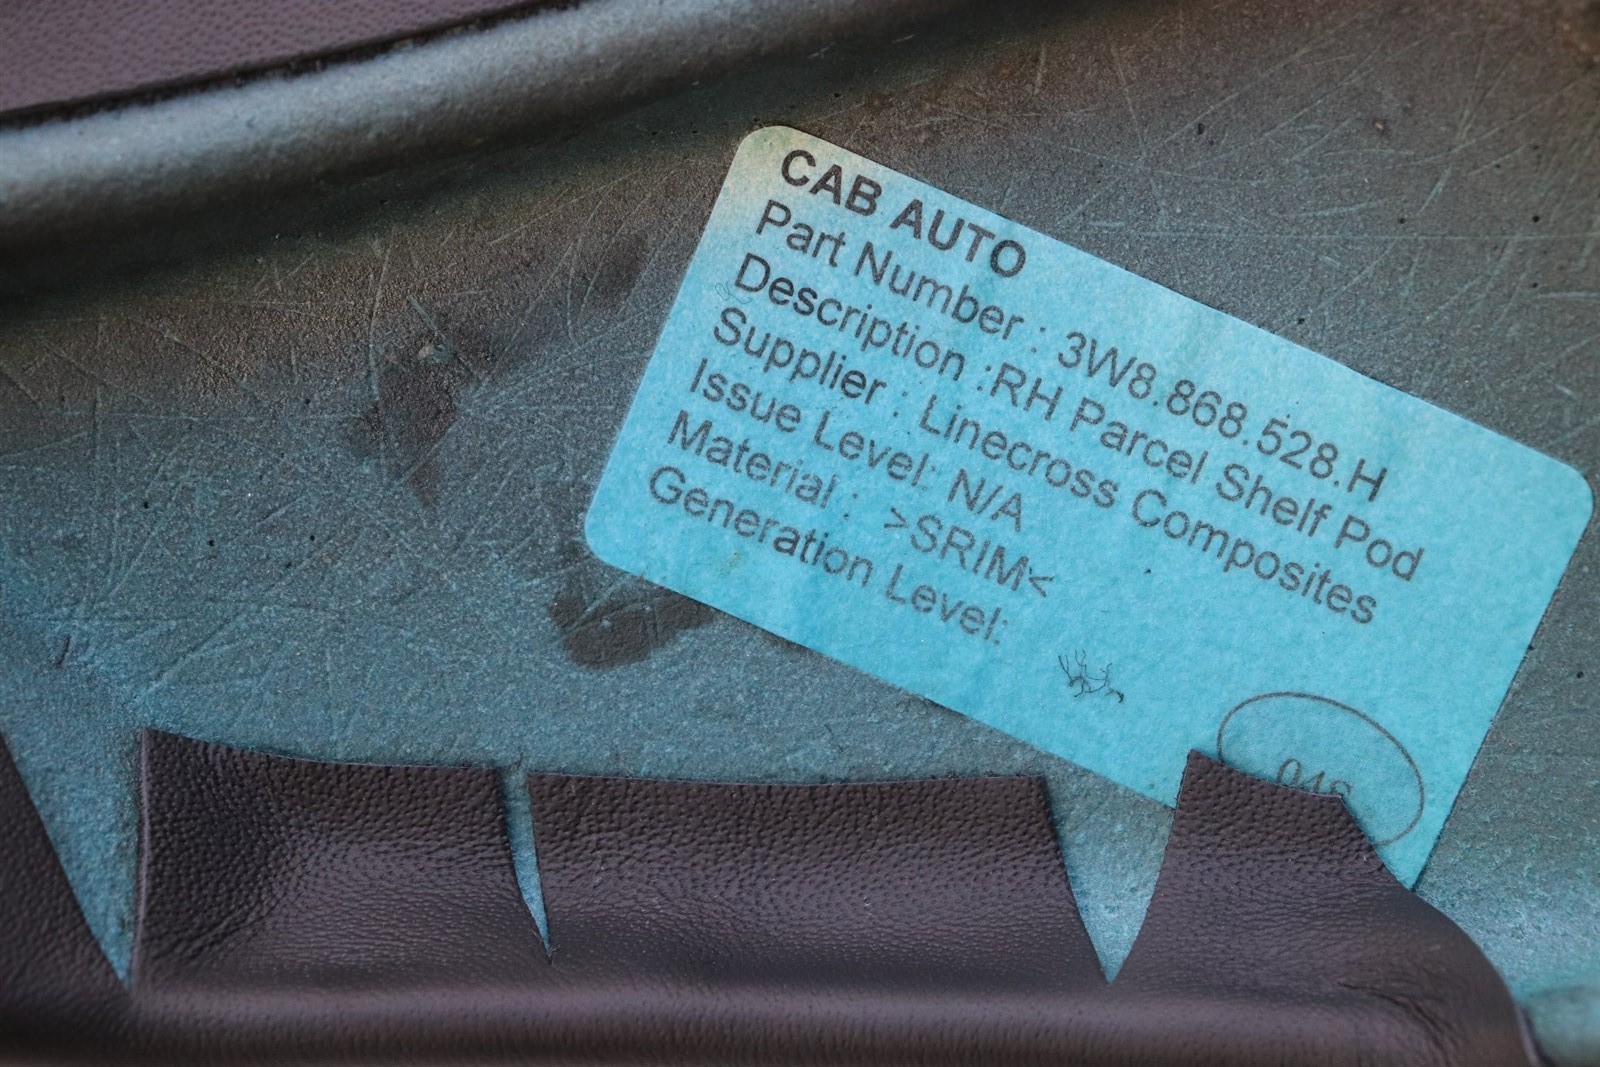 CAB AUTO
Part Number : 3W8.868.528.H
Description :RH Parcel Shelf Pod
Supplier : Linecross Composites
Issue Level: N/A
Material : >SRIM<
Generation Level: